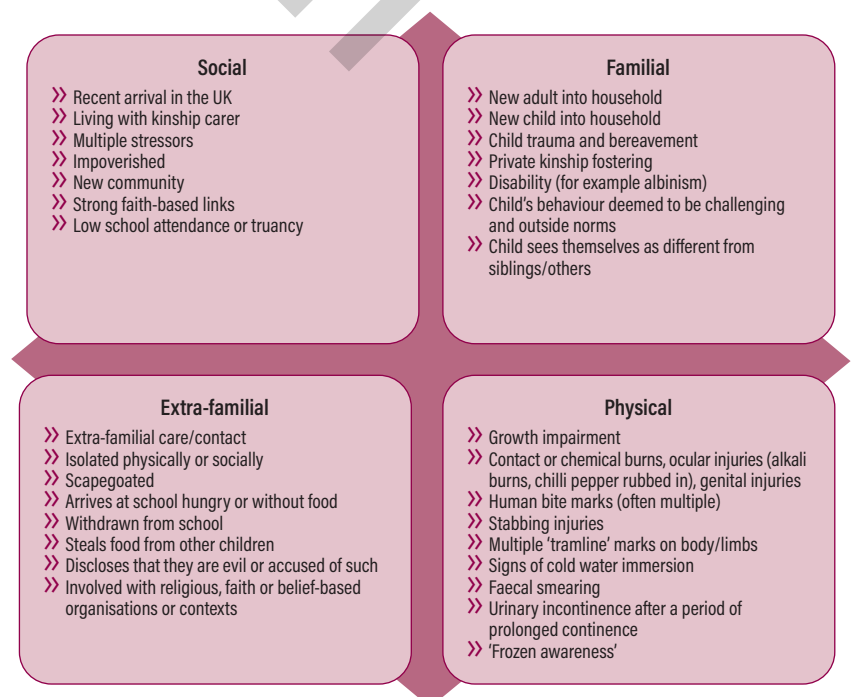 Social
» Recent arrival in the UK
» Living with kinship carer
» Multiple stressors
» Impoverished
» New community
» Strong faith-based links
» Low school attendance or truancy
Familial
» New adult into household
» New child into household
» Child trauma and bereavement
» Private kinship fostering
» Disability (for example albinism)
» Child's behaviour deemed to be challenging
and outside norms
» Child sees themselves as different from
siblings/others
Extra-familial
» Extra-familial care/contact
» Isolated physically or socially
» Scapegoated
» Arrives at school hungry or without food
» Withdrawn from school
» Steals food from other children
» Discloses that they are evil or accused of such
» Involved with religious, faith or belief-based
organisations or contexts
Physical
» Growth impairment
» Contact or chemical burns, ocular injuries (alkali
burns, chilli pepper rubbed in), genital injuries
» Human bite marks (often multiple)
» Stabbing injuries
» Multiple 'tramline' marks on body/limbs
» Signs of cold water immersion
» Faecal smearing
» Urinary incontinence after a period of
prolonged continence
» 'Frozen awareness'